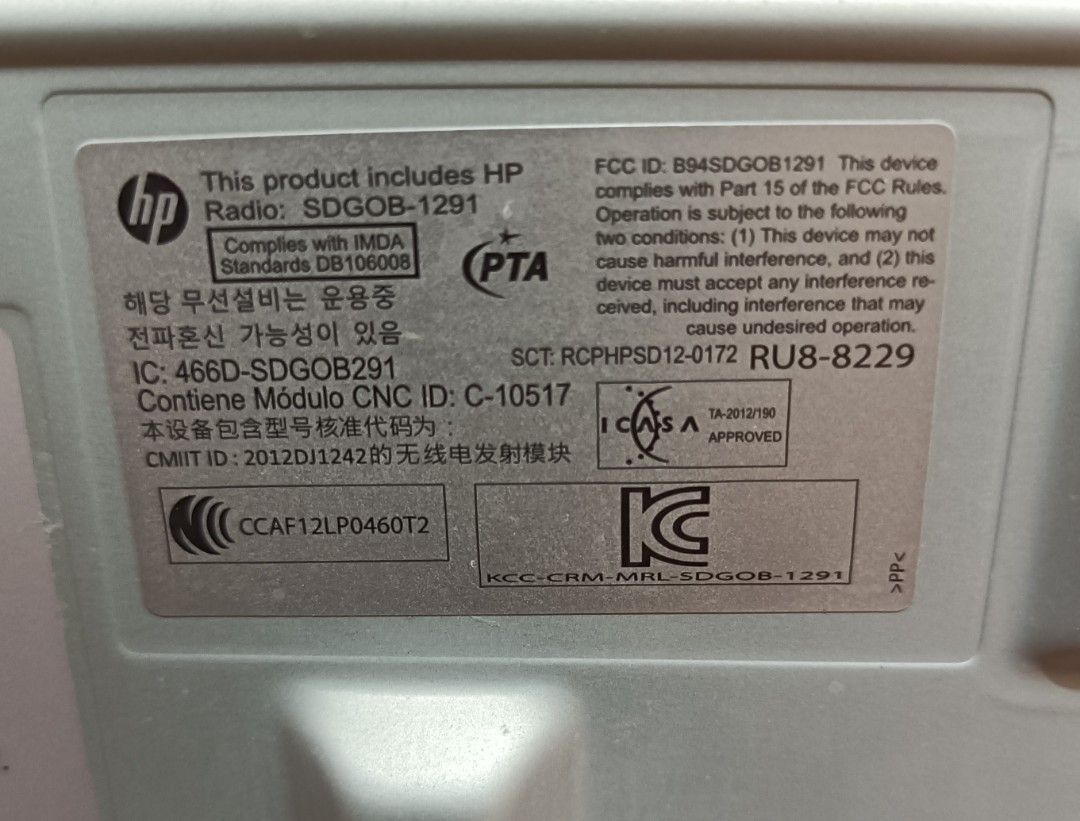 hp
This product includes HP
Radio: SDGOB-1291
Complies with IMDA
Standards DB106008
PTA
해당 무선설비는 운용중
전파혼신 가능성이 있음
IC: 466D-SDGOB291
Contiene Módulo CNC ID: C-10517
本设备包含型号核准代码为：
CMIIT ID : 2012DJ1242的无线电发射模块
CCAF12LP0460T2
FCC ID: B94SDGOB1291 This device
complies with Part 15 of the FCC Rules.
Operation is subject to the following
two conditions: (1) This device may not
cause harmful interference, and (2) this
device must accept any interference re-
ceived, including interference that may
cause undesired operation.
SCT: RCPHPSD12-0172 RU8-8229
ICASA
TA-2012/190
APPROVED
KC
KCC-CRM-MRL-SDGOB-1291
>PP<